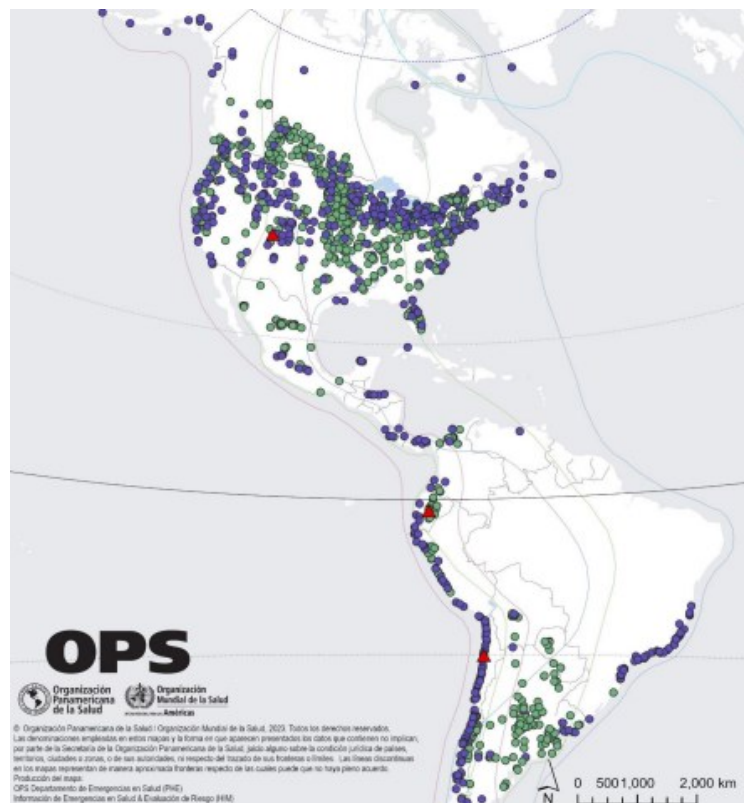 OPS
Organización
Panamericana
de la Salud
Organización
Mundial de la Salud
Américas
© Organización Panamericana de la Salud / Organización Mundial de la Salud, 2023. Todos los derechos reservados.
Las denominaciones empleadas en estos mapas y la forma en que aparecen presentados los datos que contienen no implican,
por parte de la Secretaría de la Organización Panamericana de la Salud, juicio alguno sobre la condición jurídica de países,
territorios, ciudades o zonas, o de sus autoridades, ni respecto del trazado de sus fronteras o límites. Las líneas discontinuas
en los mapas representan de manera aproximada fronteras respecto de las cuales puede que no haya pleno acuerdo.
Producción del mapa:
OPS Departamento de Emergencias en Salud (PHE)
Información de Emergencias en Salud & Evaluación de Riesgo (HIM)
N
0 500 1,000 2,000 km